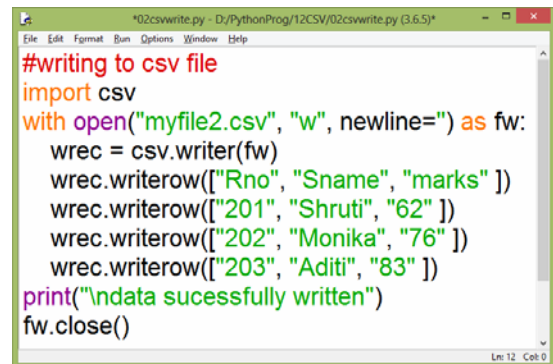 *02csvwrite.py - D:/PythonProg/12CSV/02csvwrite.py (3.6.5)*
File Edit Format Run Options Window Help
#writing to csv file
import csv
with open("myfile2.csv", "w", newline='') as fw:
    wrec = csv.writer(fw)
    wrec.writerow(["Rno", "Sname", "marks" ])
    wrec.writerow(["201", "Shruti", "62" ])
    wrec.writerow(["202", "Monika", "76" ])
    wrec.writerow(["203", "Aditi", "83" ])
print("\ndata sucessfully written")
fw.close()
Ln: 12 Col: 0